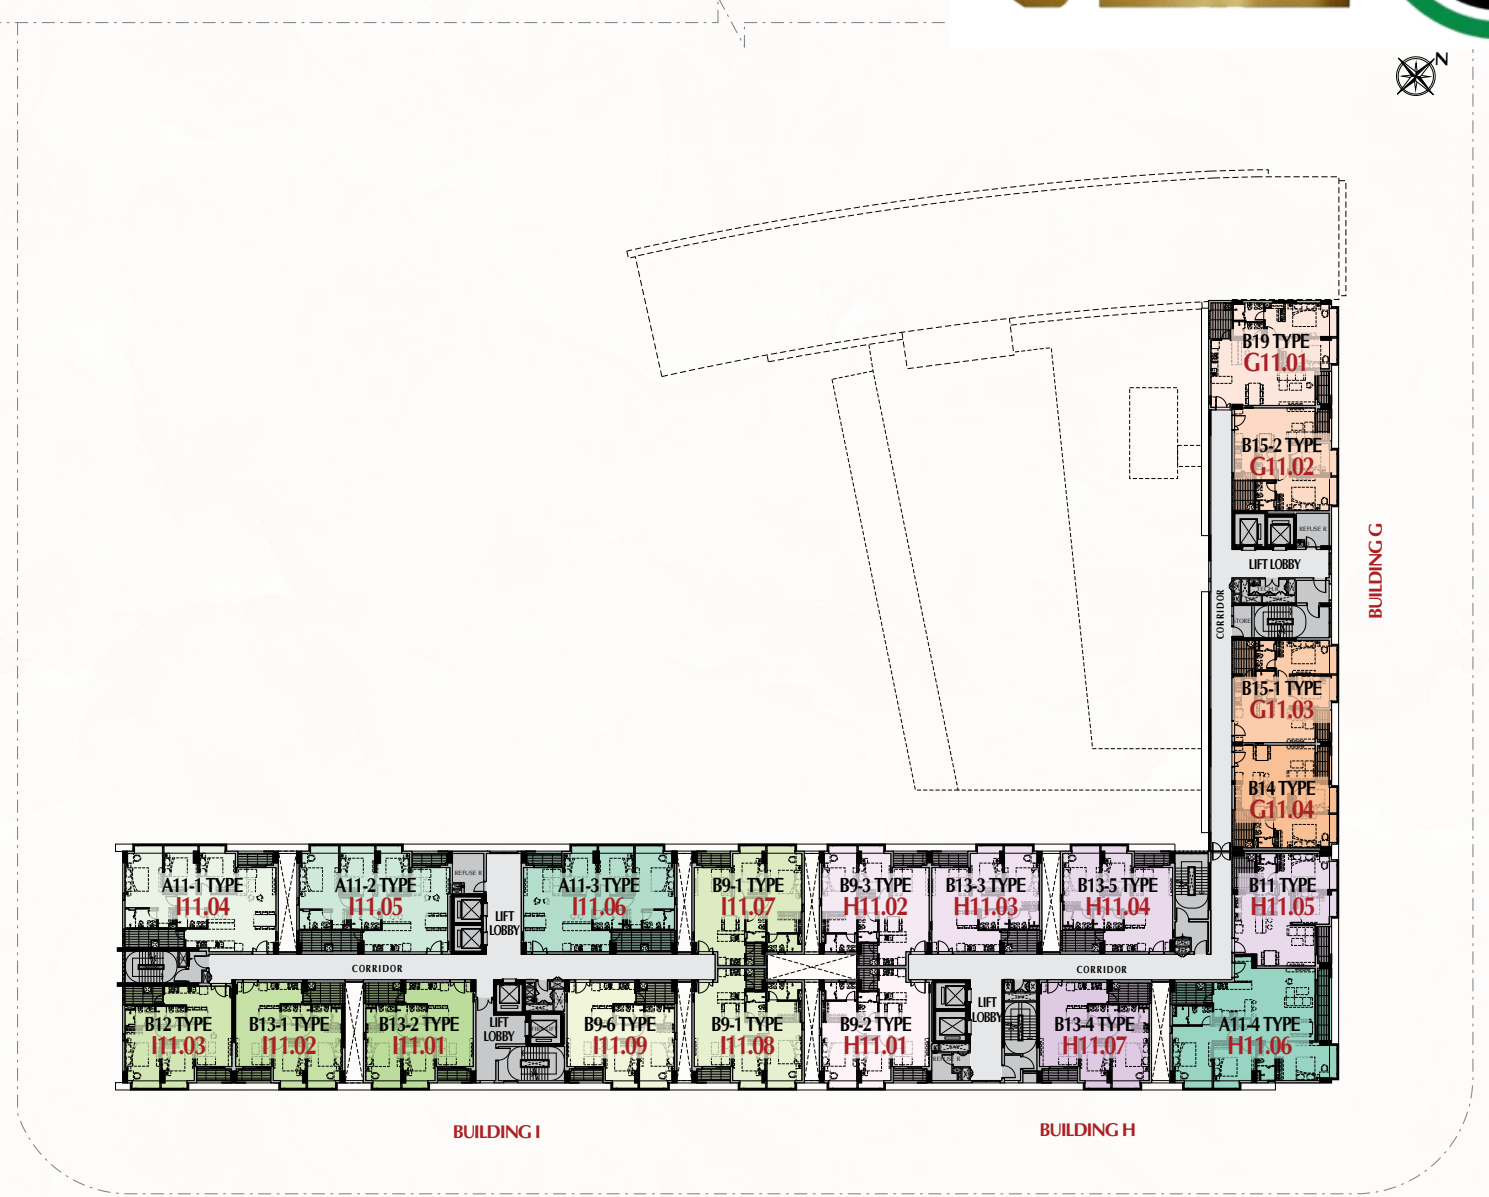 N
B19 TYPE
G11.01
B15-2 TYPE
G11.02
REFUSE R
LIFT LOBBY
CORRIDOR
STORE
BUILDING G
B15-1 TYPE
G11.03
B14 TYPE
G11.04
A11-1 TYPE
I11.04
A11-2 TYPE
I11.05
REFUSE R
LIFT
LOBBY
A11-3 TYPE
I11.06
B9-1 TYPE
I11.07
B9-3 TYPE
H11.02
B13-3 TYPE
H11.03
B13-5 TYPE
H11.04
B11 TYPE
H11.05
CORRIDOR
CORRIDOR
B12 TYPE
I11.03
B13-1 TYPE
I11.02
B13-2 TYPE
I11.01
LIFT
LOBBY
B9-6 TYPE
I11.09
B9-1 TYPE
I11.08
B9-2 TYPE
H11.01
LIFT
LOBBY
REFUSE R
B13-4 TYPE
H11.07
A11-4 TYPE
H11.06
BUILDING I
BUILDING H